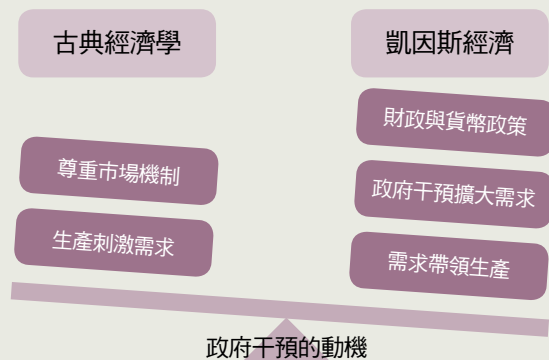 古典經濟學
尊重市場機制
生產刺激需求
凱因斯經濟
財政與貨幣政策
政府干預擴大需求
需求帶領生產
政府干預的動機